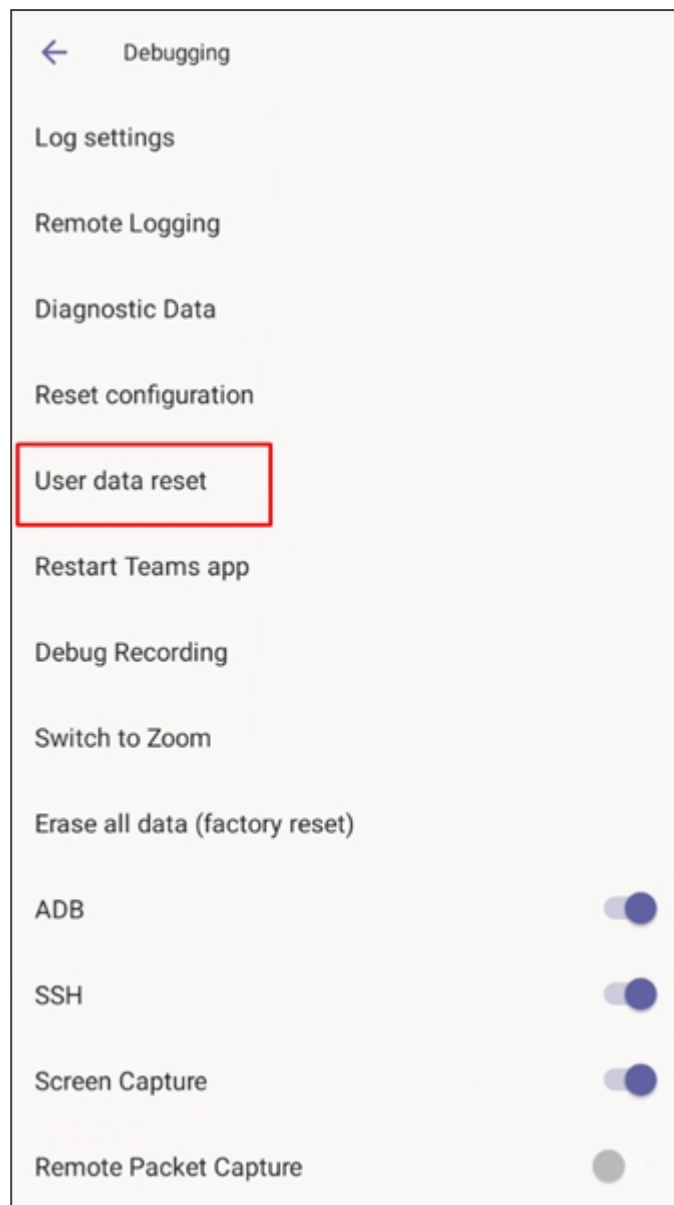 Debugging
Log settings
Remote Logging
Diagnostic Data
Reset configuration
User data reset
Restart Teams app
Debug Recording
Switch to Zoom
Erase all data (factory reset)
ADB
SSH
Screen Capture
Remote Packet Capture